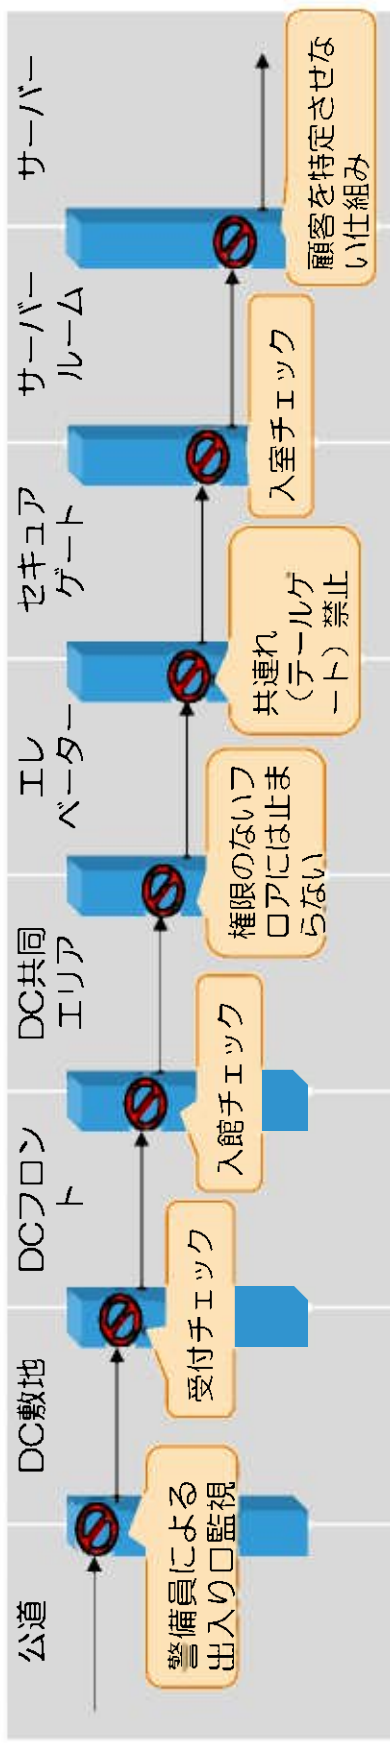 公道
DC敷地
DCフロン
ト
DC共同
エリア
エレ
ベーター
セキュア
ゲート
サーバー
ルーム
サーバー
警備員による
出入り口監視
受付チェック
入館チェック
権限のないフ
ロアには止ま
らない
共連れ
(テールゲ
ート)禁止
入室チェック
顧客を特定させな
い仕組み